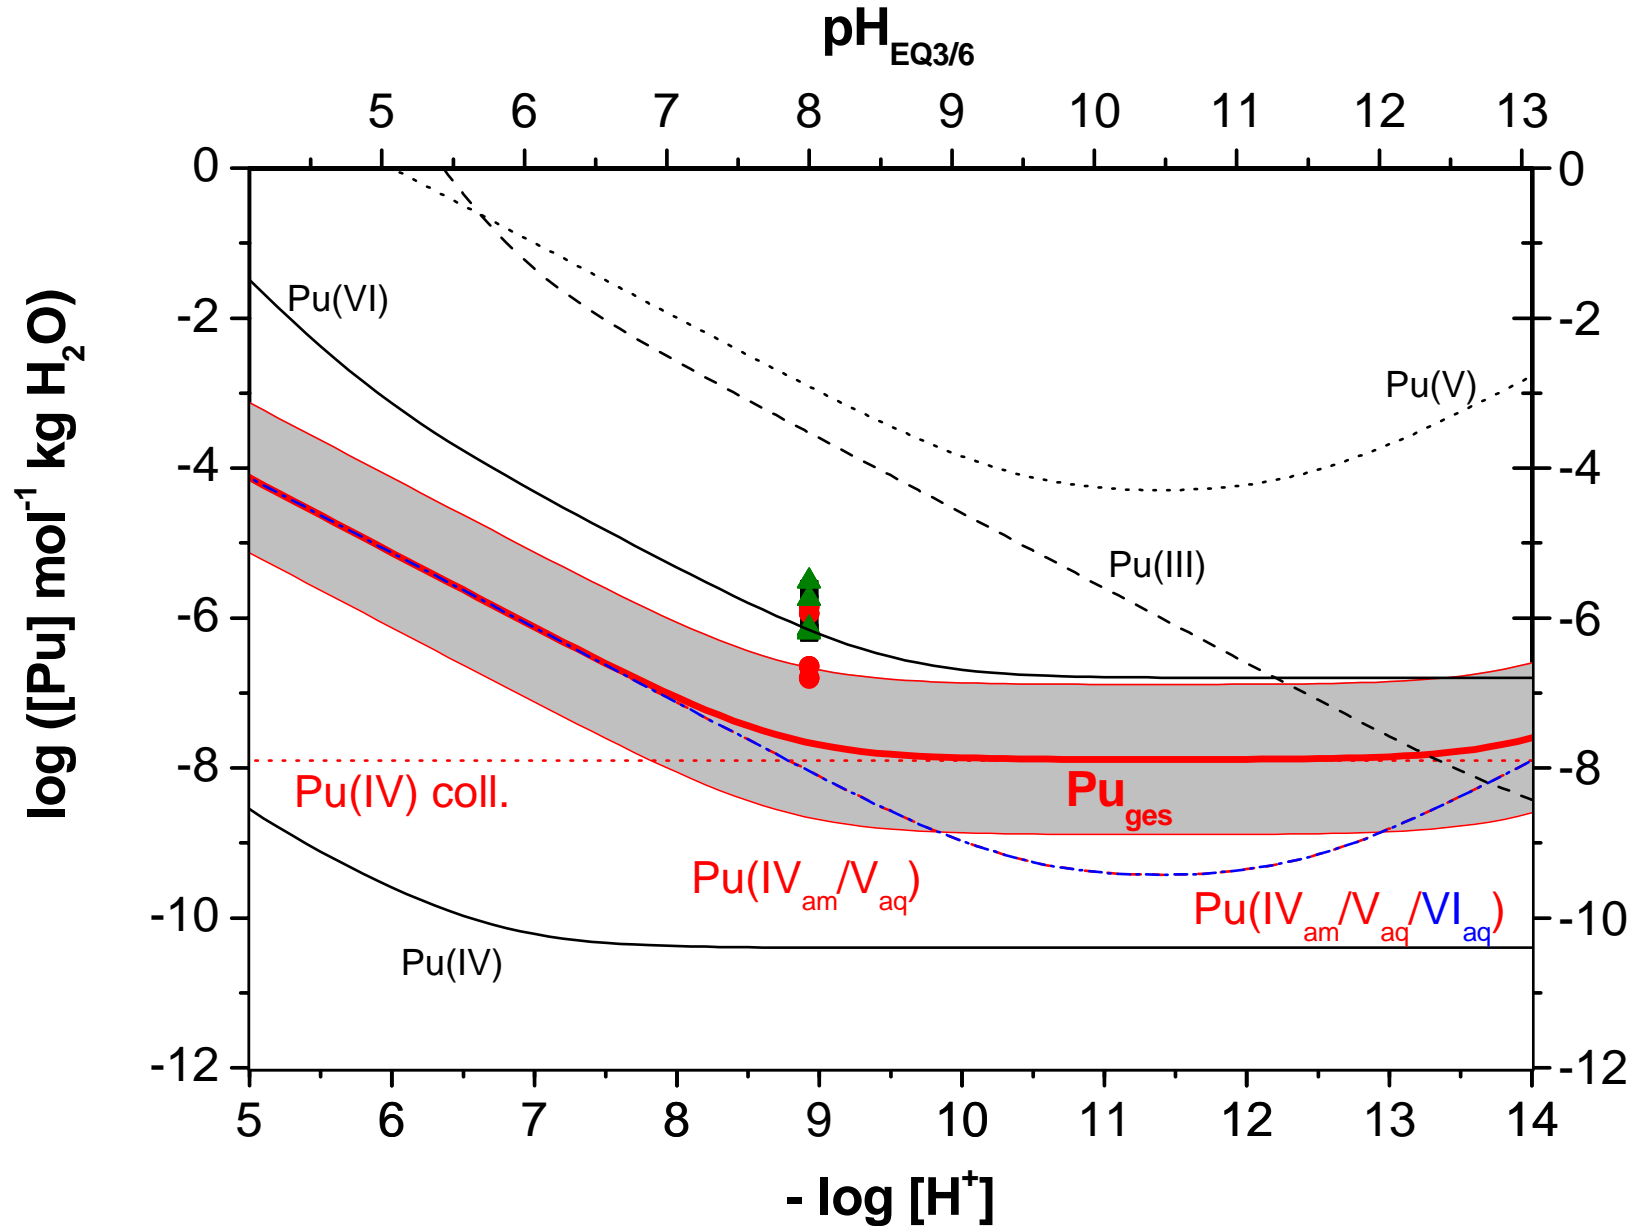 pH_EQ3/6
5 6 7 8 9 10 11 12 13
log ([Pu] mol⁻¹ kg H₂O)
0 0
-2 -2
-4 -4
-6 -6
-8 -8
-10 -10
-12 -12
Pu(VI)
Pu(V)
Pu(III)
Pu(IV) coll.
Pu_ges
Pu(IV_am/V_aq)
Pu(IV_am/V_aq/VI_aq)
Pu(IV)
5 6 7 8 9 10 11 12 13 14
- log [H⁺]